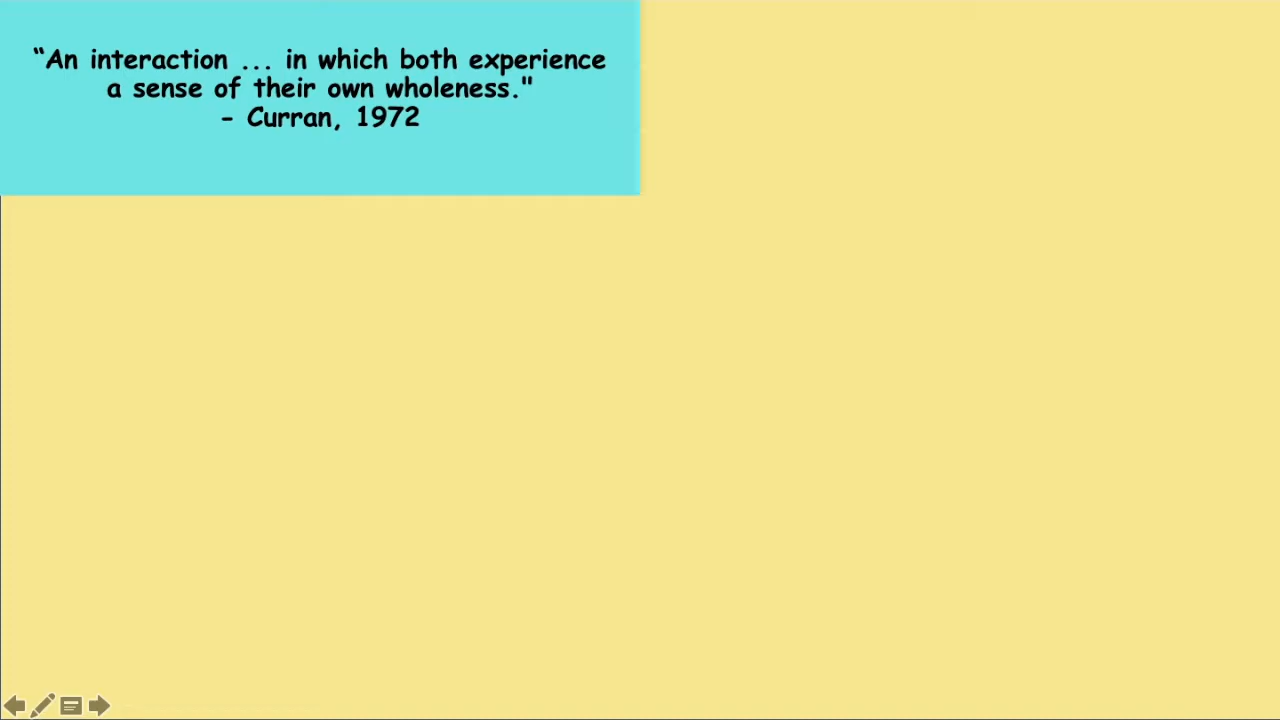 “An interaction ... in which both experience
a sense of their own wholeness."
- Curran, 1972